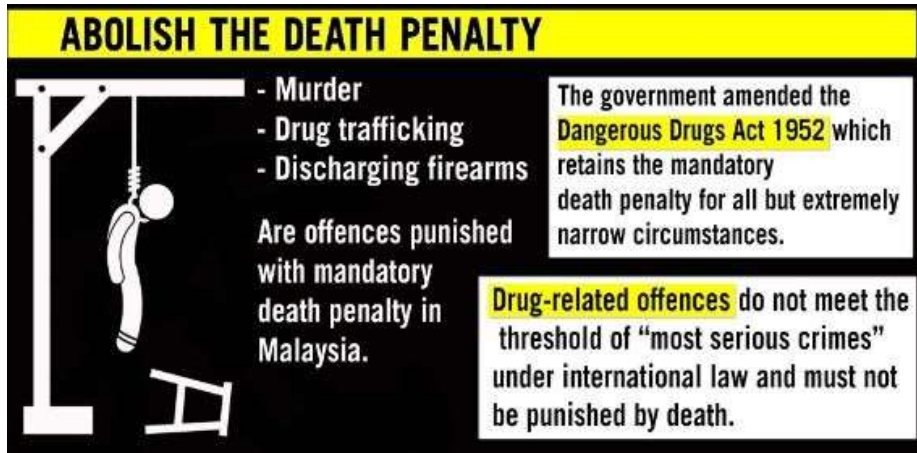 ABOLISH THE DEATH PENALTY
- Murder
- Drug trafficking
- Discharging firearms
Are offences punished
with mandatory
death penalty in
Malaysia.
The government amended the
Dangerous Drugs Act 1952 which
retains the mandatory
death penalty for all but extremely
narrow circumstances.
Drug-related offences do not meet the
threshold of “most serious crimes”
under international law and must not
be punished by death.